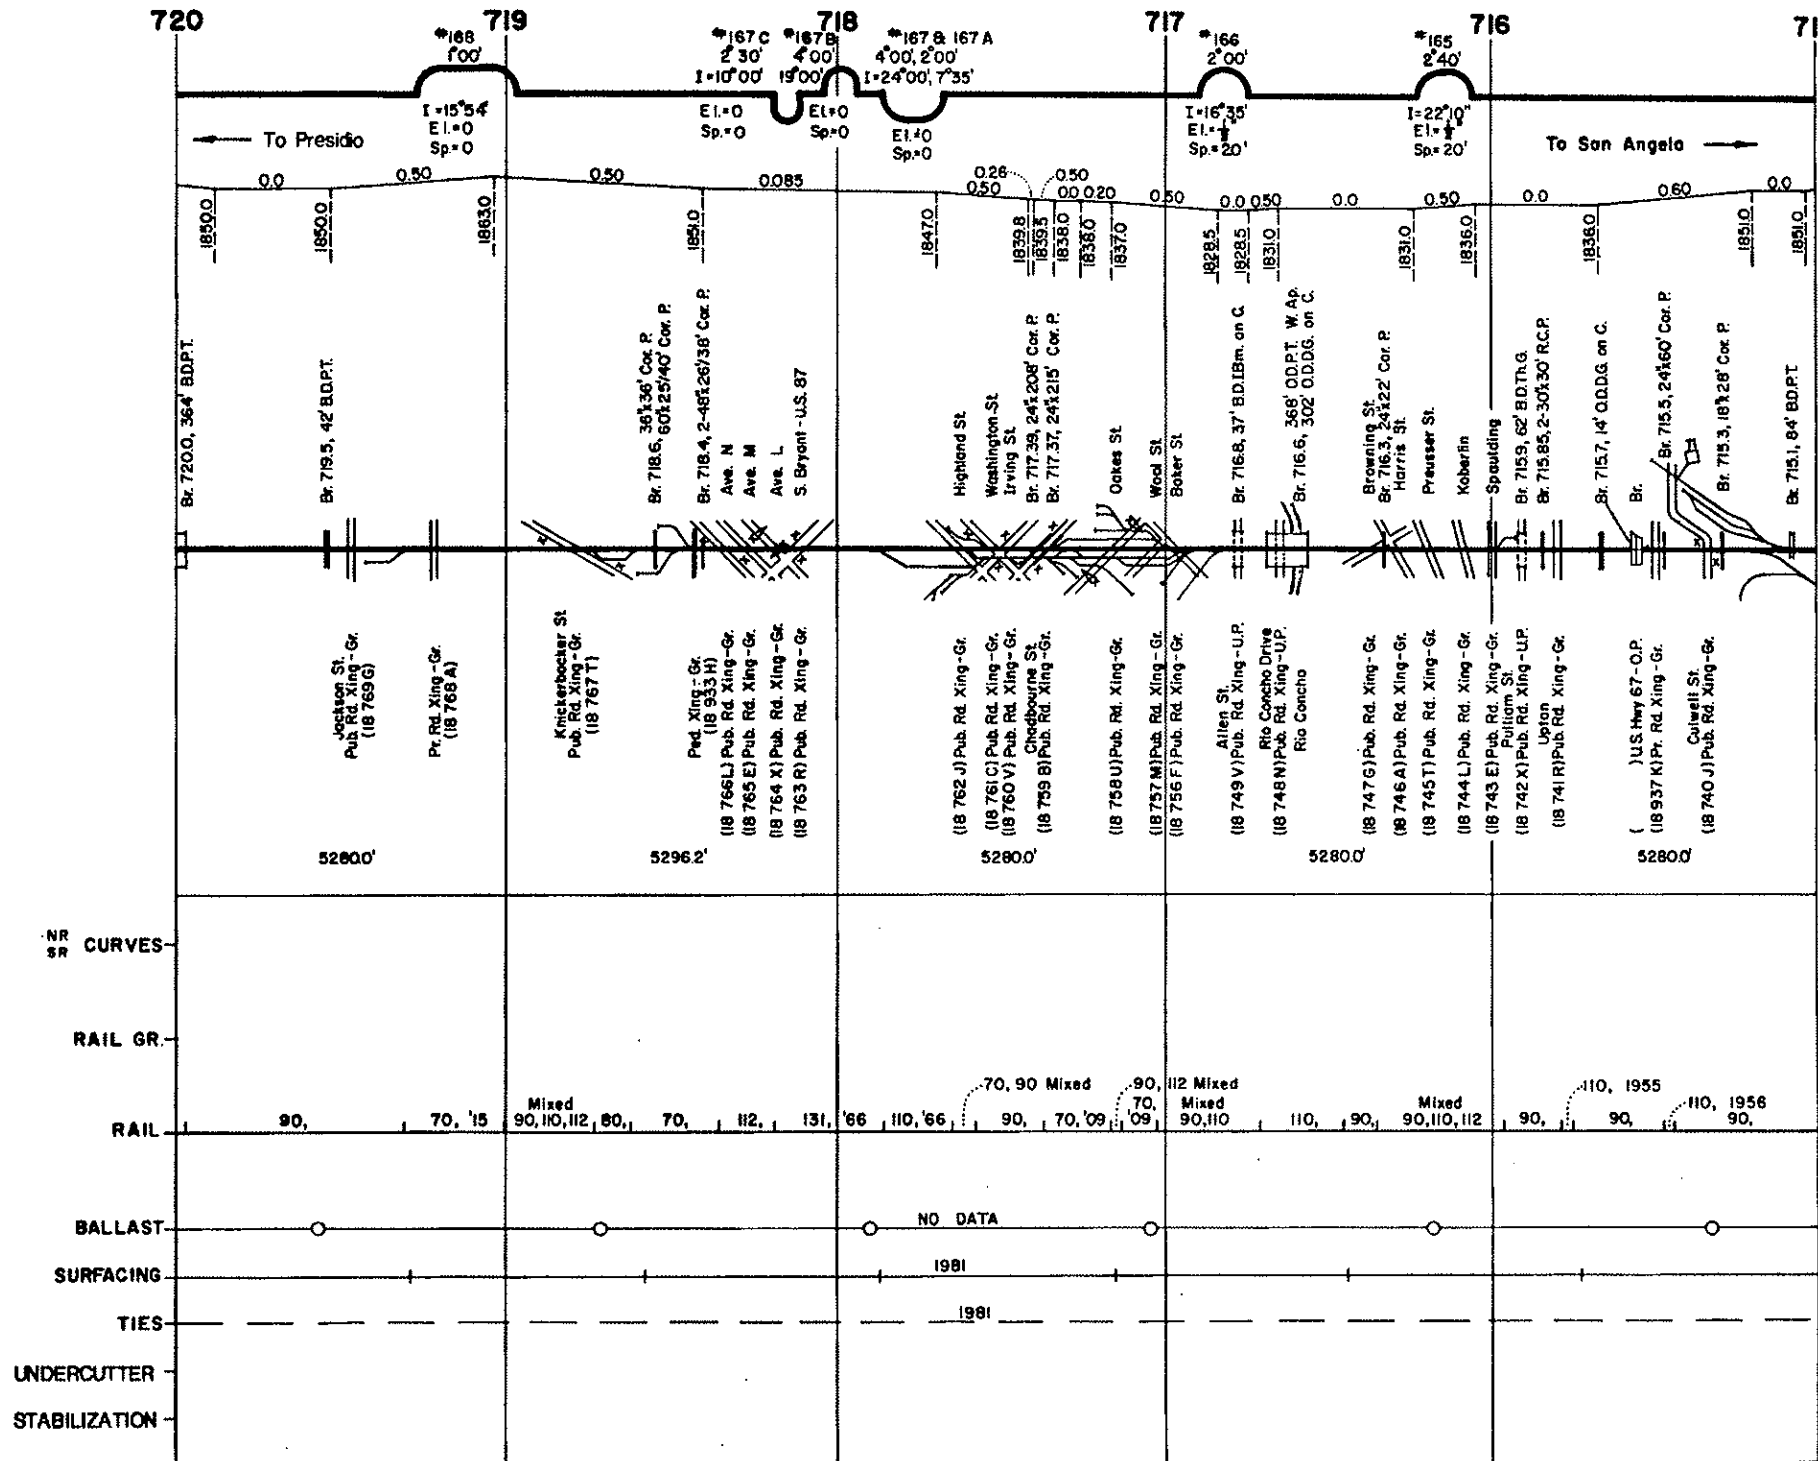 720 719 718 717 716 71
#168
1°00'
#167C
2°30'
I=10°00'
#167B
4°00'
19°00'
#167 & 167A
4°00', 2°00'
I=24°00', 7°35'
#166
2°00'
#165
2°40'
I=15°54'
El.=0
Sp.=0
El.=0
Sp.=0
El.=0
Sp.=0
El.=0
Sp.=0
I=16°35'
Sp.=20'
I=22°10"
Sp.=20'
To Presidio
To San Angelo
0.0 0.50 0.50 0.085 0.50 0.26 0.50 0.0 0.20 0.50 0.0 0.50 0.0 0.50 0.0 0.60 0.0
1850.0
1850.0
1863.0
1851.0
1847.0
1839.8
1839.5
1838.0
1838.0
1837.0
1828.5
1828.5
1831.0
1831.0
1836.0
1836.0
1851.0
1851.0
Br. 720.0, 364' B.D.P.T.
Br. 719.5, 42' B.D.P.T.
Br. 718.6, 36"x36' Cor. P.
60"x25'/40' Cor. P.
Br. 718.4, 2-48"x26'/38' Cor. P.
Ave. N
Ave. M
Ave. L
S. Bryant - U.S. 87
Highland St.
Washington St.
Irving St.
Br. 717.39, 24"x208' Cor. P.
Br. 717.37, 24"x215' Cor. P.
Oakes St.
Wool St.
Baker St.
Br. 716.8, 37' B.D.I.Bm. on C.
Br. 716.6, 368' O.D.P.T. W. Ap.
302' O.D.D.G. on C.
Browning St.
Br. 716.3, 24"x22' Cor. P.
Harris St.
Preusser St.
Koberlin
Spaulding
Br. 715.9, 62' B.D.Th.G.
Br. 715.85, 2-30"x30' R.C.P.
Br. 715.7, 14' O.D.D.G. on C.
Br.
Br. 715.5, 24"x60' Cor. P.
Br. 715.3, 18"x28' Cor. P.
Br. 715.1, 84' B.D.P.T.
Jackson St.
Pub. Rd. Xing-Gr.
(18 769G)
Pr. Rd. Xing-Gr.
(18 768 A)
Knickerbocker St.
Pub. Rd. Xing-Gr.
(18 767 T)
Ped. Xing-Gr.
(18 933 H)
(18 766L) Pub. Rd. Xing-Gr.
(18 765 E) Pub. Rd. Xing-Gr.
(18 764 X) Pub. Rd. Xing-Gr.
(18 763 R) Pub. Rd. Xing-Gr.
(18 762 J) Pub. Rd. Xing-Gr.
(18 761 C) Pub. Rd. Xing-Gr.
(18 760 V) Pub. Rd. Xing-Gr.
Chadbourne St.
(18 759 B) Pub. Rd. Xing-Gr.
(18 758U) Pub. Rd. Xing-Gr.
(18 757 M) Pub. Rd. Xing-Gr.
(18 756 F) Pub. Rd. Xing-Gr.
Allen St.
(18 749 V) Pub. Rd. Xing-U.P.
Rio Concho Drive
(18 748 N) Pub. Rd. Xing-U.P.
Rio Concho
(18 747 G) Pub. Rd. Xing-Gr.
(18 746 A) Pub. Rd. Xing-Gr.
(18 745 T) Pub. Rd. Xing-Gr.
(18 744 L) Pub. Rd. Xing-Gr.
(18 743 E) Pub. Rd. Xing-Gr.
Pulliam St.
(18 742 X) Pub. Rd. Xing-U.P.
Upton
(18 741 R) Pub. Rd. Xing-Gr.
( ) U.S. Hwy 67-O.P.
(18 937 K) Pr. Rd. Xing-Gr.
Culwell St.
(18 740 J) Pub. Rd. Xing-Gr.
5280.0' 5296.2' 5280.0' 5280.0' 5280.0'
NR
SR CURVES
RAIL GR.
70, 90 Mixed
90, 112 Mixed
110, 1955
110, 1956
RAIL
90,
70, '15
Mixed
90,110,112
80,
70,
112,
131, '66
110,'66
90,
70,'09
70,
'09
Mixed
90,110
110,
90,
Mixed
90,110,112
90,
90,
90,
BALLAST NO DATA
SURFACING 1981
TIES 1981
UNDERCUTTER
STABILIZATION